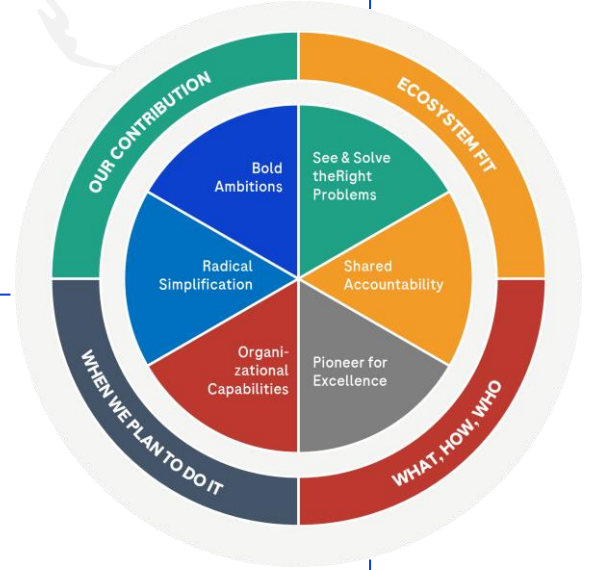 OUR CONTRIBUTION
ECOSYSTEM FIT
Bold
Ambitions
See & Solve
theRight
Problems
Radical
Simplification
Shared
Accountability
Organi-
zational
Capabilities
Pioneer for
Excellence
WHEN WE PLAN TO DO IT
WHAT, HOW, WHO